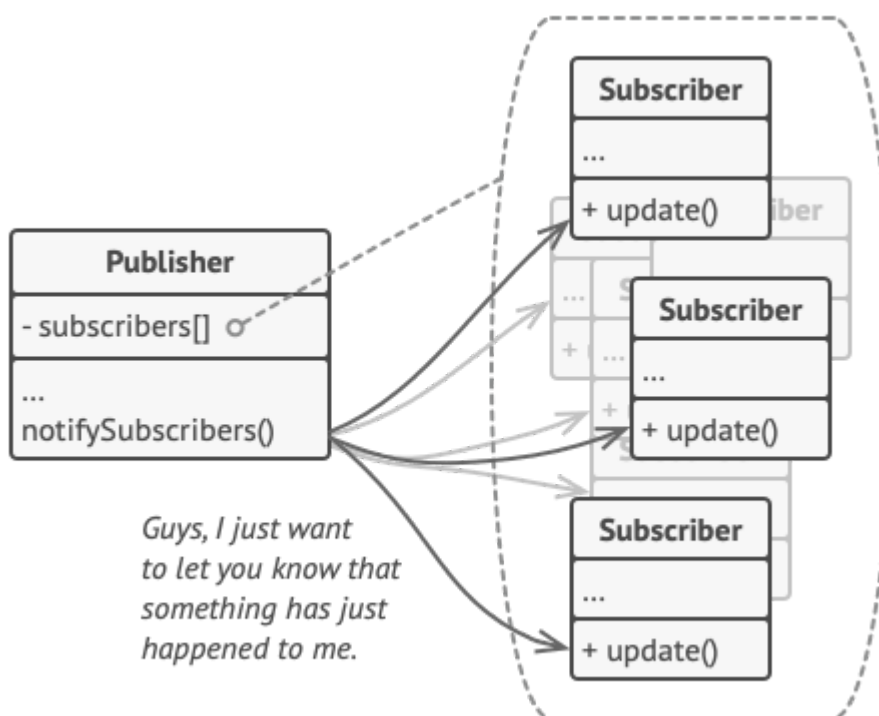 Publisher
- subscribers[]
...
notifySubscribers()
Guys, I just want
to let you know that
something has just
happened to me.
Subscriber
...
+ update()
...
+
...
+
Subscriber
...
+ update()
Subscriber
...
+ update()